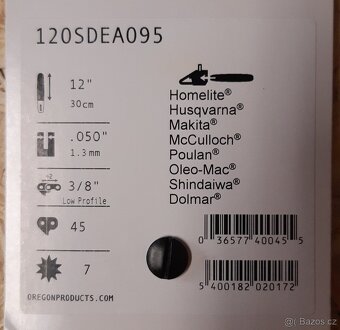 120SDEA095
12"
30cm
.050"
1.3mm
÷2
3/8"
Low Profile
45
7
OREGONPRODUCTS.COM
Homelite®
Husqvarna®
Makita®
McCulloch®
Poulan®
Oleo-Mac®
Shindaiwa®
Dolmar®
0 36577 40045 5
5 400182 020172
Bazos.cz